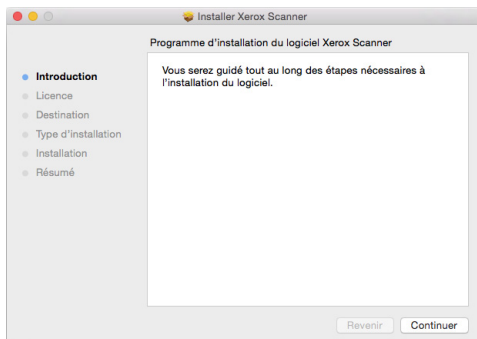 Installer Xerox Scanner
Programme d'installation du logiciel Xerox Scanner
Introduction
Licence
Destination
Type d'installation
Installation
Résumé
Vous serez guidé tout au long des étapes nécessaires à
l'installation du logiciel.
Revenir
Continuer